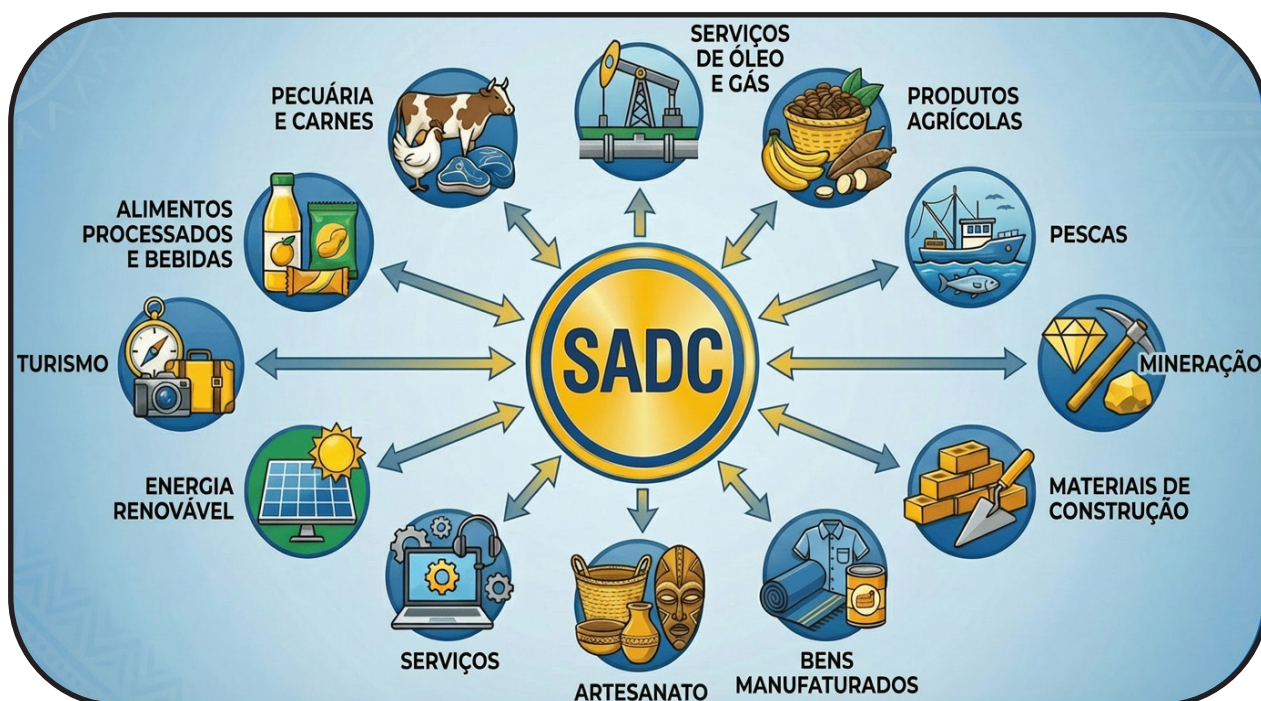 SERVIÇOS
DE ÓLEO
E GÁS
PECUÁRIA
E CARNES
PRODUTOS
AGRÍCOLAS
ALIMENTOS
PROCESSADOS
E BEBIDAS
PESCAS
SADC
TURISMO
MINERAÇÃO
ENERGIA
RENOVÁVEL
MATERIAIS DE
CONSTRUÇÃO
SERVIÇOS
ARTESANATO
BENS
MANUFATURADOS